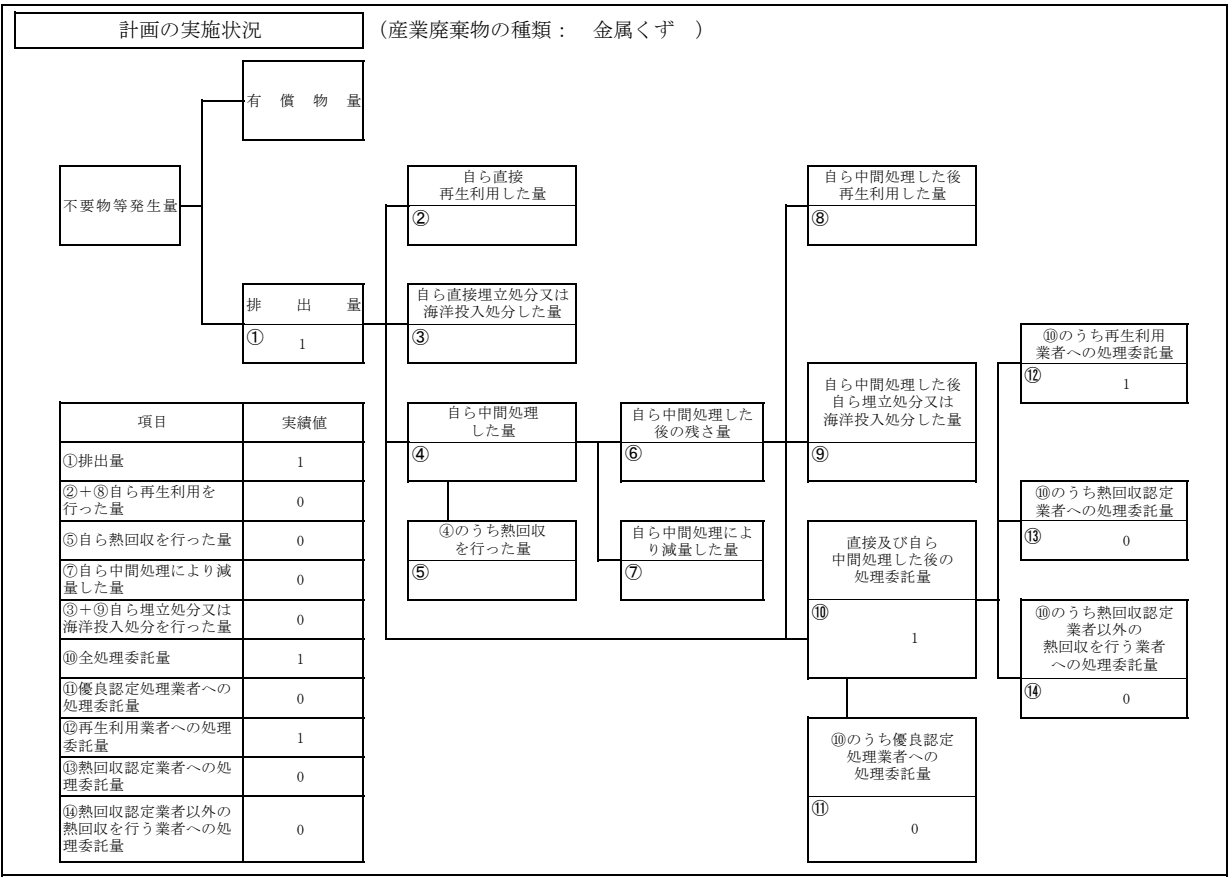 計画の実施状況
（産業廃棄物の種類：　金属くず　）
有　償　物　量
不要物等発生量
自ら直接
再生利用した量
②
自ら中間処理した後
再生利用した量
⑧
排　出　量
①　1
自ら直接埋立処分又は
海洋投入処分した量
③
⑩のうち再生利用
業者への処理委託量
⑫　1
自ら中間処理した後
自ら埋立処分又は
海洋投入処分した量
⑨
自ら中間処理
した量
④
自ら中間処理した
後の残さ量
⑥
⑩のうち熱回収認定
業者への処理委託量
⑬　0
④のうち熱回収
を行った量
⑤
自ら中間処理によ
り減量した量
⑦
直接及び自ら
中間処理した後の
処理委託量
⑩
1
⑩のうち熱回収認定
業者以外の
熱回収を行う業者
への処理委託量
⑭　0
⑩のうち優良認定
処理業者への
処理委託量
⑪
0
項目　実績値
①排出量　1
②＋⑧自ら再生利用を
行った量　0
⑤自ら熱回収を行った量　0
⑦自ら中間処理により減
量した量　0
③＋⑨自ら埋立処分又は
海洋投入処分を行った量　0
⑩全処理委託量　1
⑪優良認定処理業者への
処理委託量　0
⑫再生利用業者への処理
委託量　1
⑬熱回収認定業者への処
理委託量　0
⑭熱回収認定業者以外の
熱回収を行う業者への処　0
理委託量